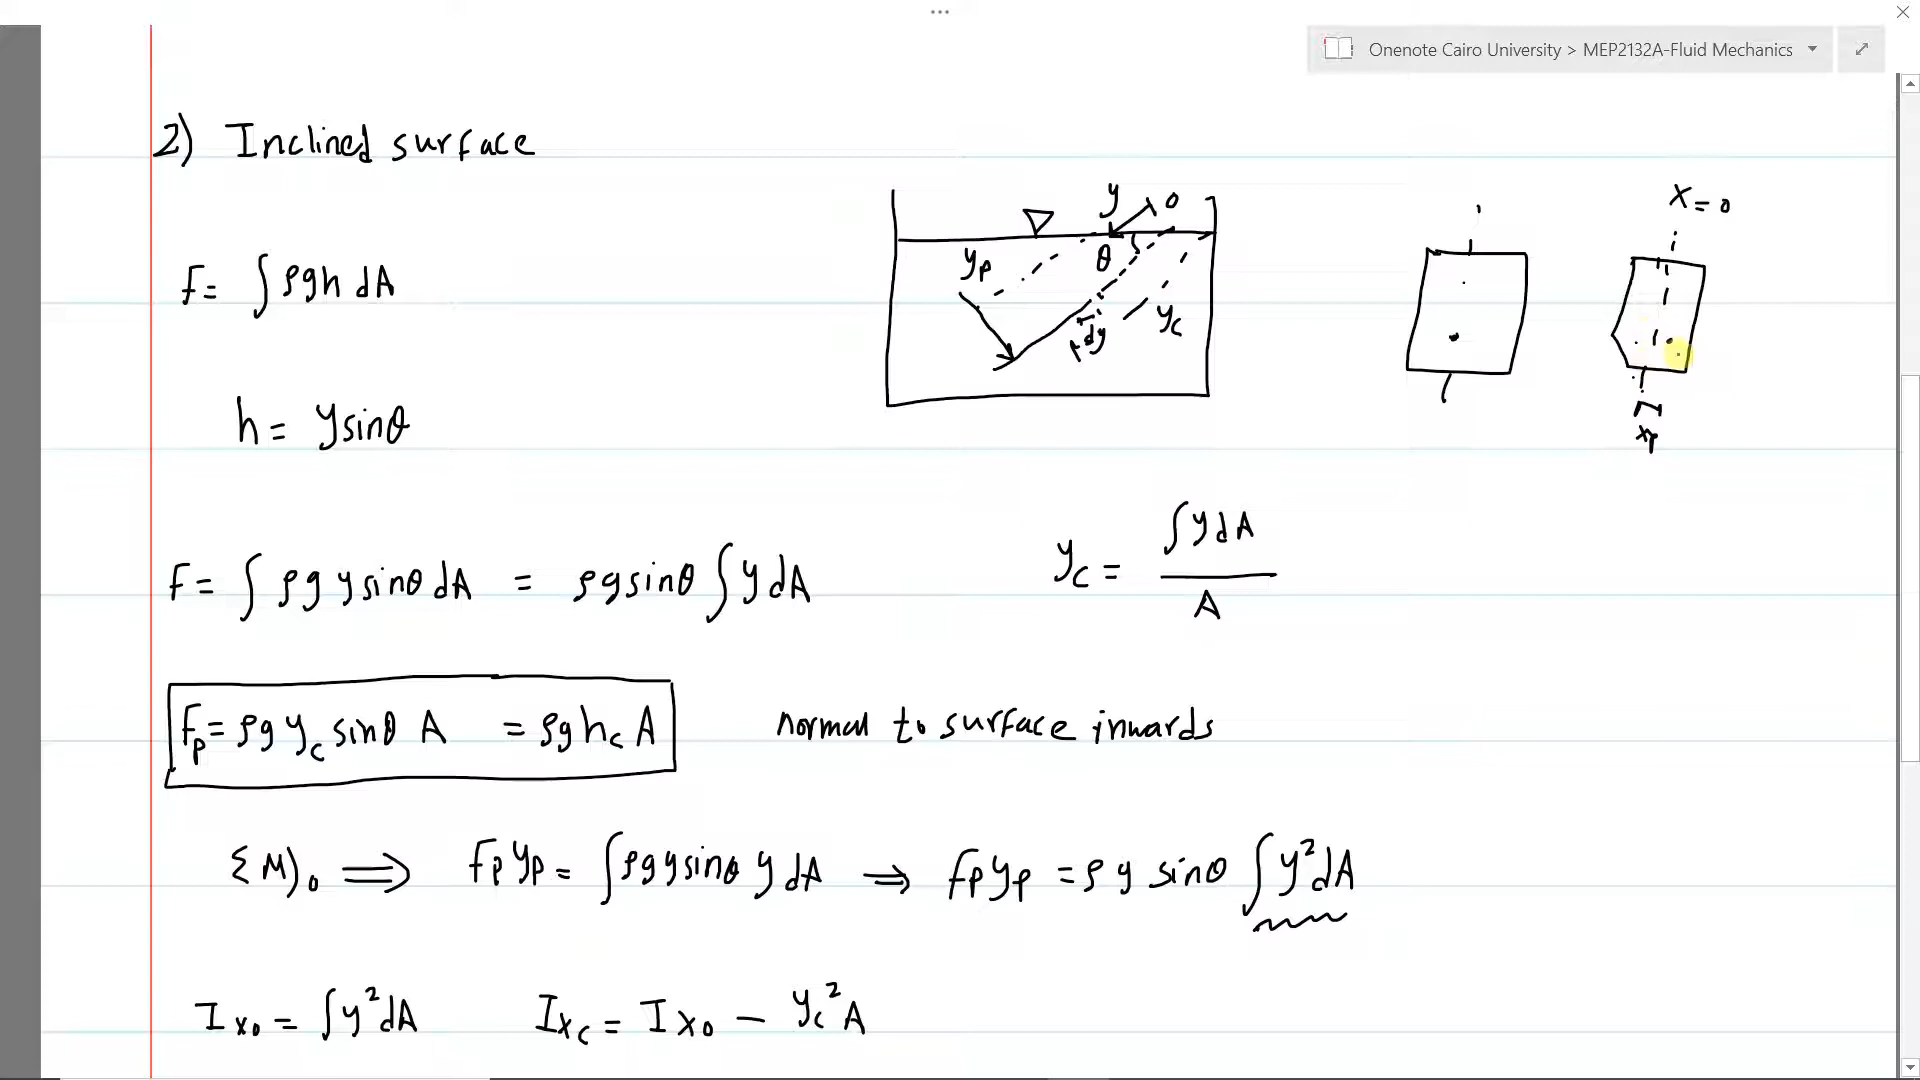 Onenote Cairo University > MEP2132A-Fluid Mechanics
2) Inclined surface
y o
X = 0
yp θ
F = ∫ ρgh dA
dy yc
h = y sinθ
xp
F = ∫ ρg y sinθ dA = ρg sinθ ∫ y dA
yc = ∫ y dA / A
Fp = ρg yc sinθ A = ρg hc A normal to surface inwards
ΣM)o ⟹ Fp yp = ∫ ρg y sinθ y dA ⟹ Fp yp = ρ g sinθ ∫ y² dA
Ixo = ∫ y² dA Ixc = Ixo − yc² A